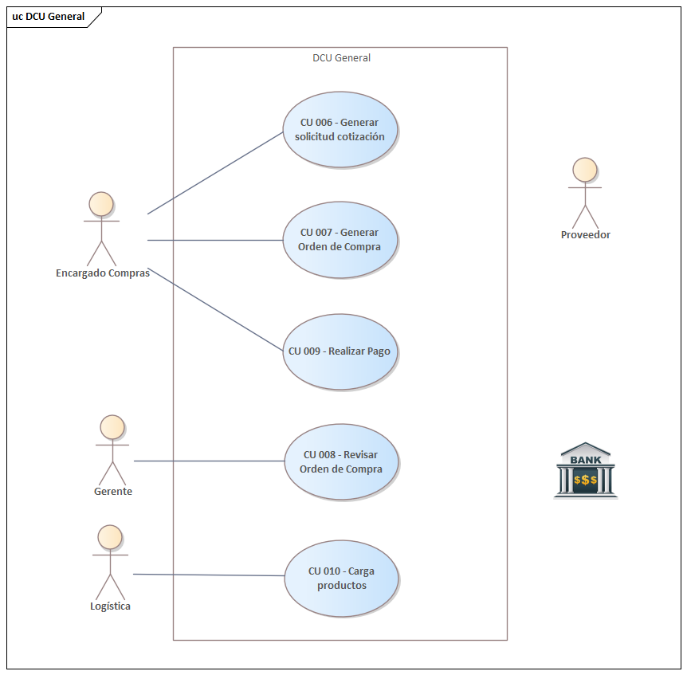 uc DCU General
DCU General
CU 006 - Generar
solicitud cotización
CU 007 - Generar
Orden de Compra
Proveedor
Encargado Compras
CU 009 - Realizar Pago
CU 008 - Revisar
Orden de Compra
Gerente
BANK
$$$
CU 010 - Carga
productos
Logística